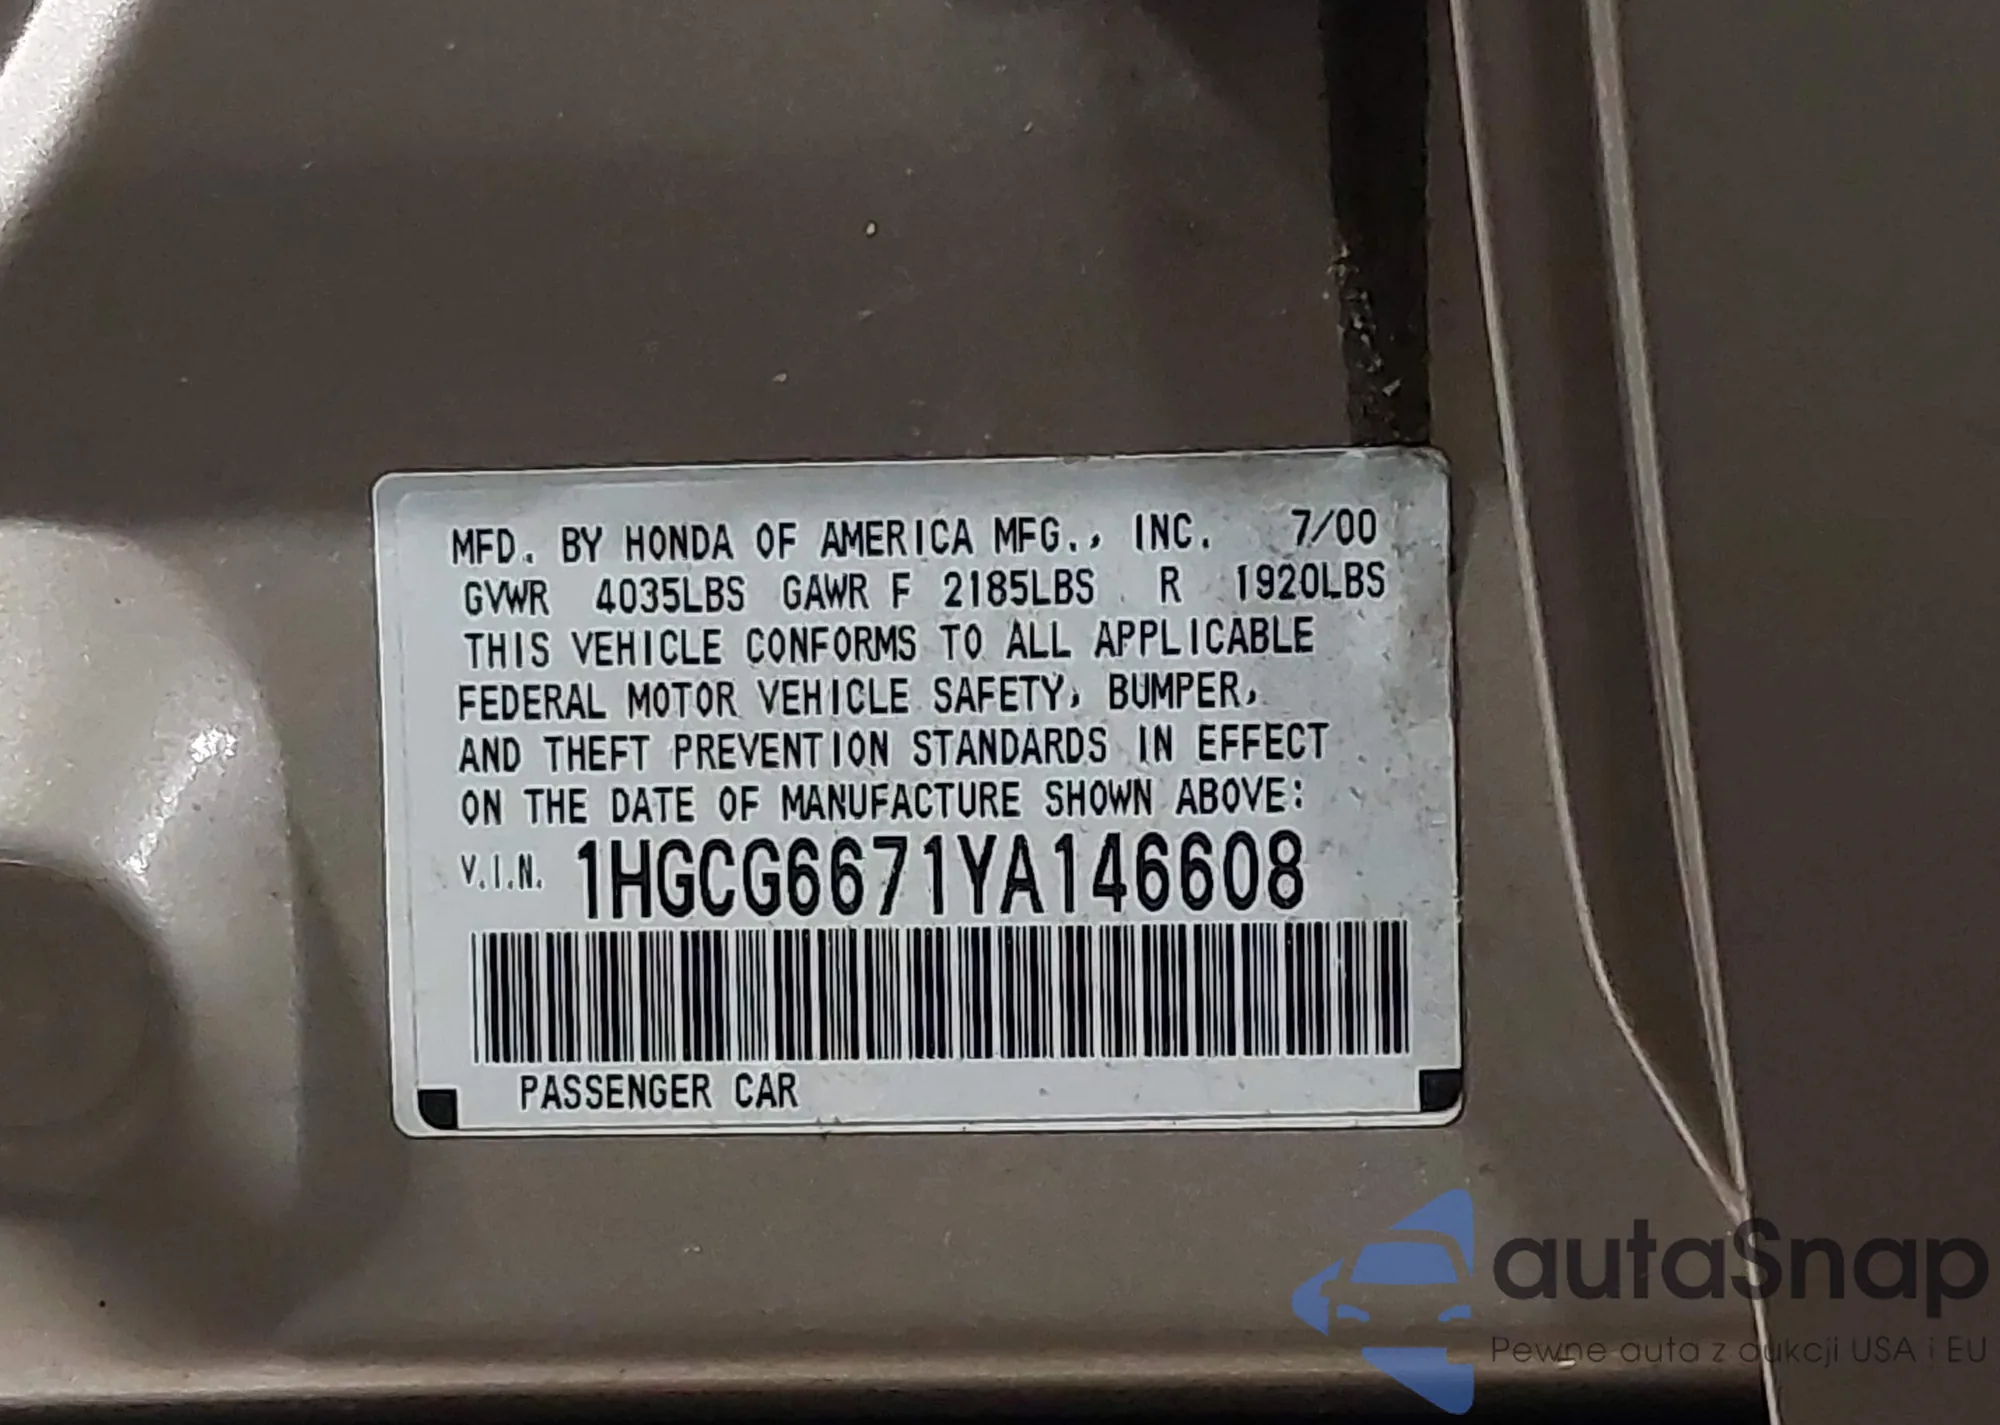 MFD. BY HONDA OF AMERICA MFG., INC. 7/00
GVWR 4035LBS GAWR F 2185LBS R 1920LBS
THIS VEHICLE CONFORMS TO ALL APPLICABLE
FEDERAL MOTOR VEHICLE SAFETY, BUMPER,
AND THEFT PREVENTION STANDARDS IN EFFECT
ON THE DATE OF MANUFACTURE SHOWN ABOVE:
V.I.N. 1HGCG6671YA146608
PASSENGER CAR
autaSnap
Pewne auta z aukcji USA i EU